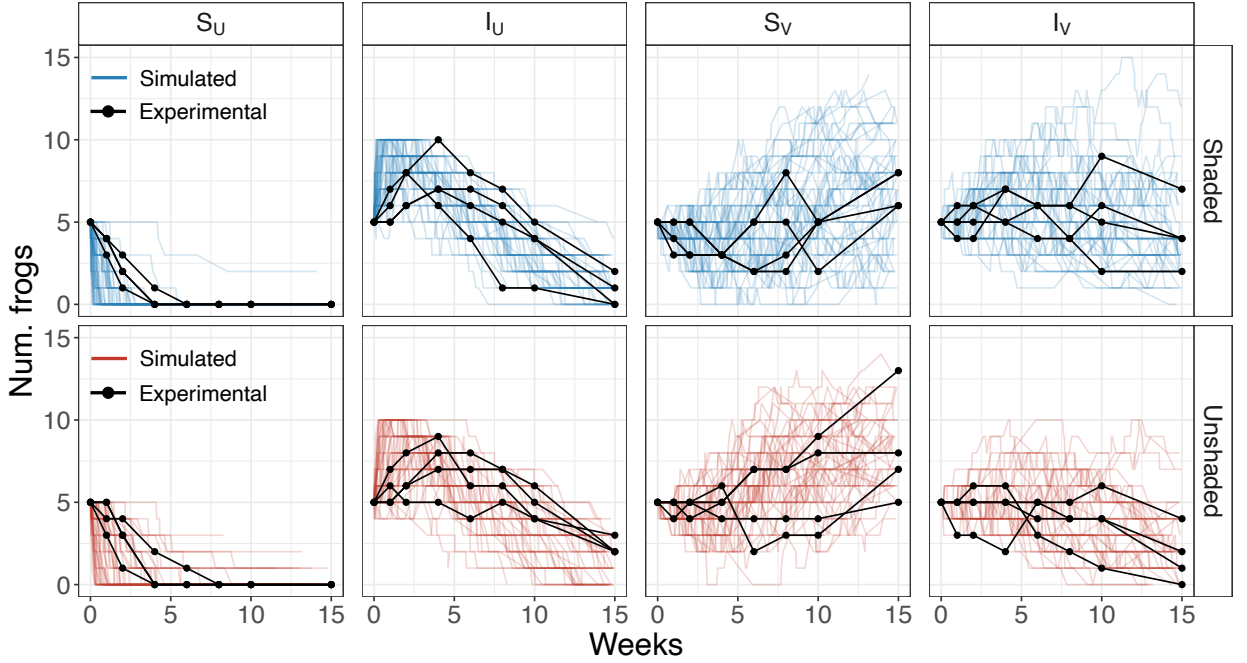 S_U I_U S_V I_V
15
10
5
0
Simulated
Experimental
Shaded
15
10
5
0
Simulated
Experimental
Unshaded
0 5 10 15 0 5 10 15 0 5 10 15 0 5 10 15
Num. frogs
Weeks